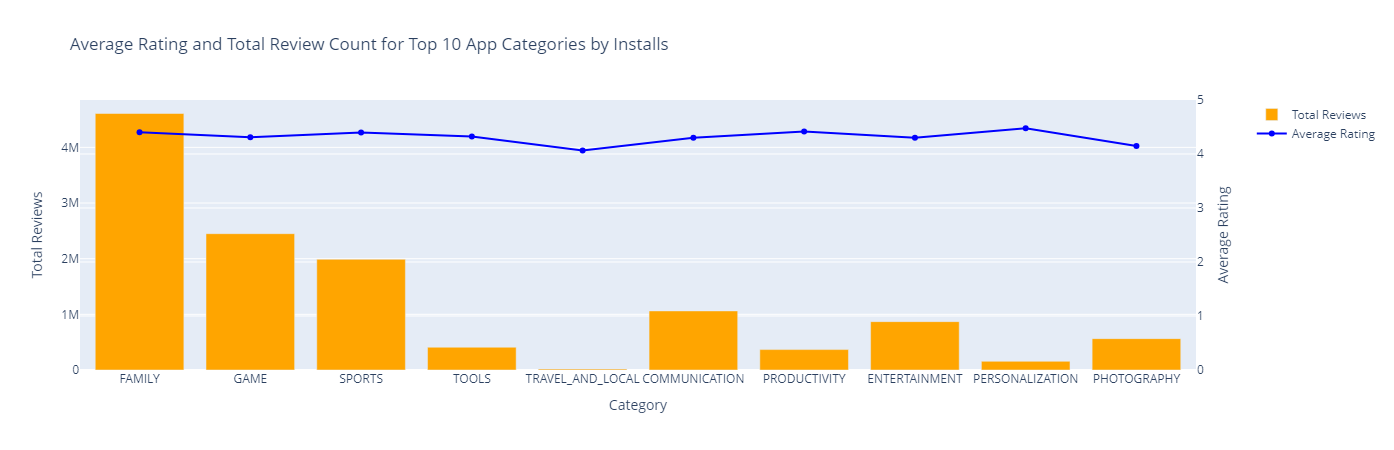 Average Rating and Total Review Count for Top 10 App Categories by Installs
Total Reviews
4M
3M
2M
1M
0
5
4
3
2
1
0
Average Rating
FAMILY GAME SPORTS TOOLS TRAVEL_AND_LOCAL COMMUNICATION PRODUCTIVITY ENTERTAINMENT PERSONALIZATION PHOTOGRAPHY
Category
Total Reviews
Average Rating